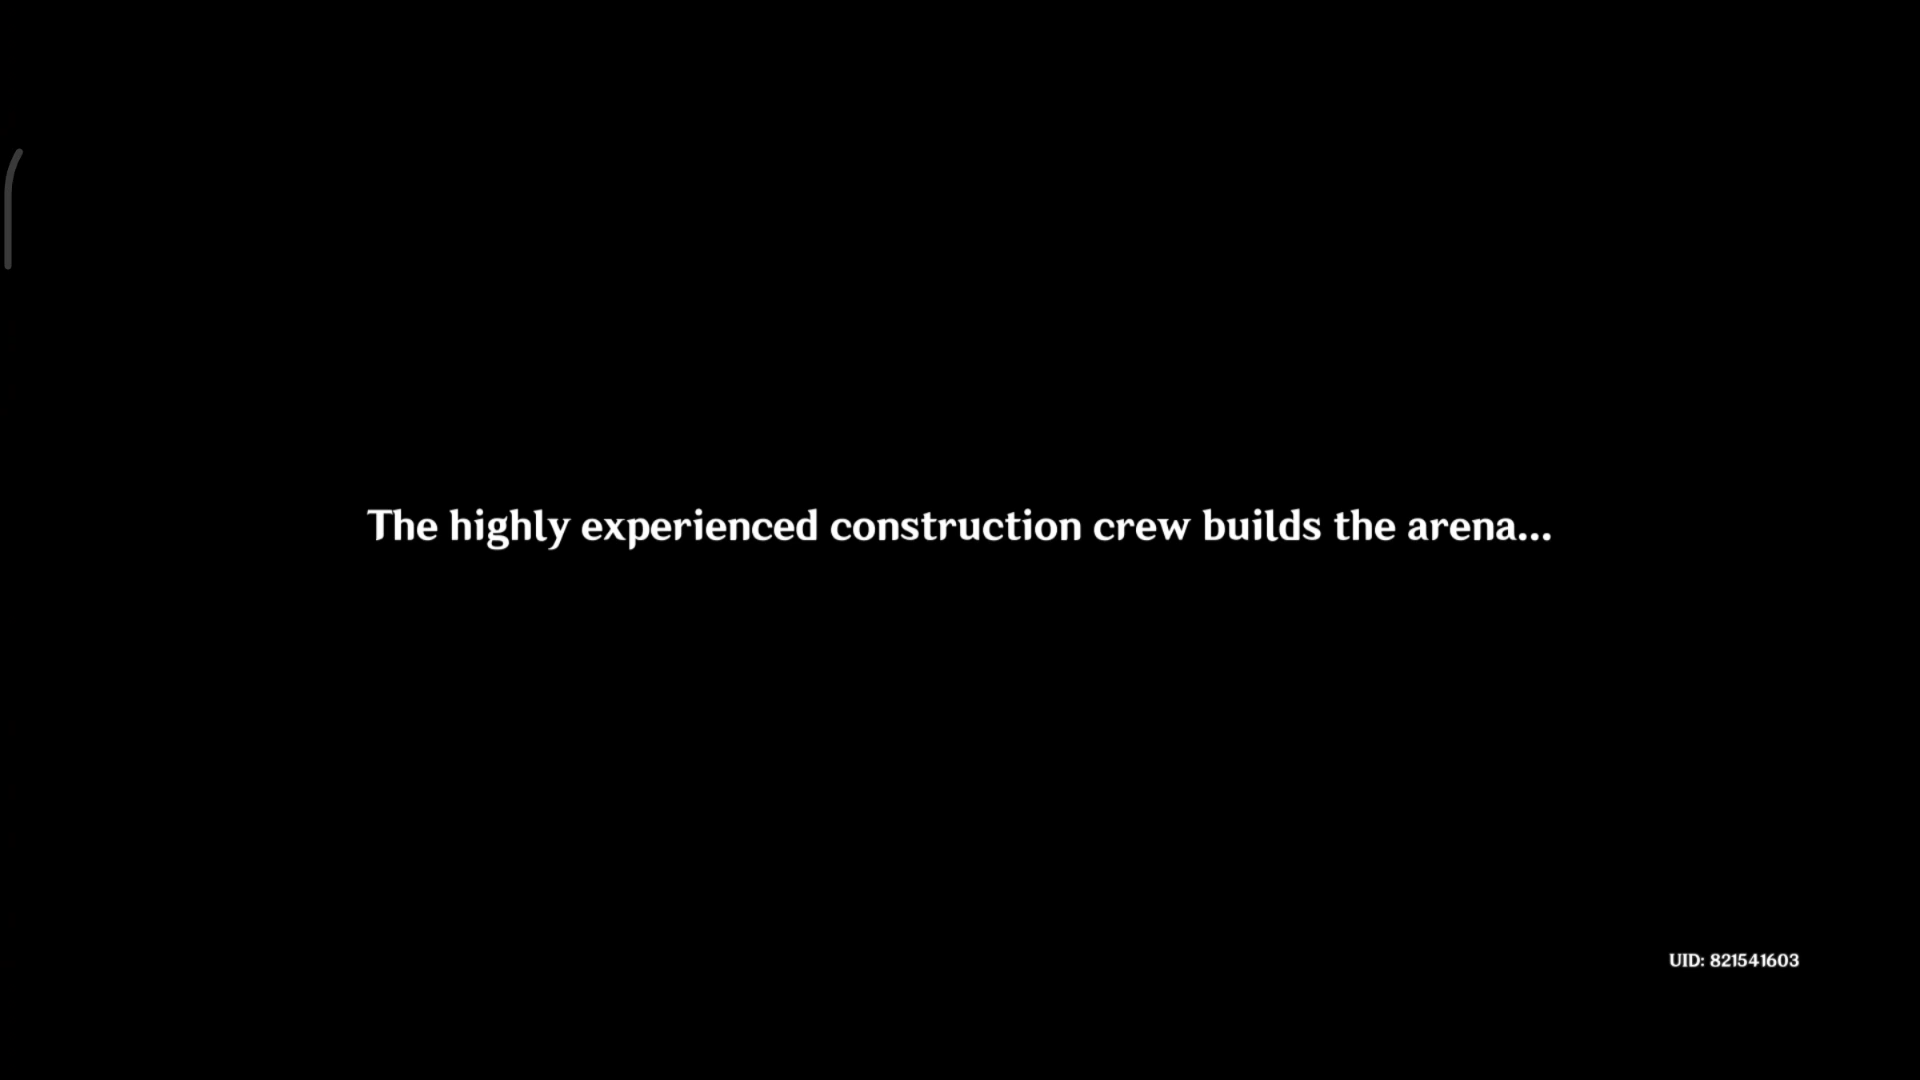 The highly experienced construction crew builds the arena...
UID: 821541603